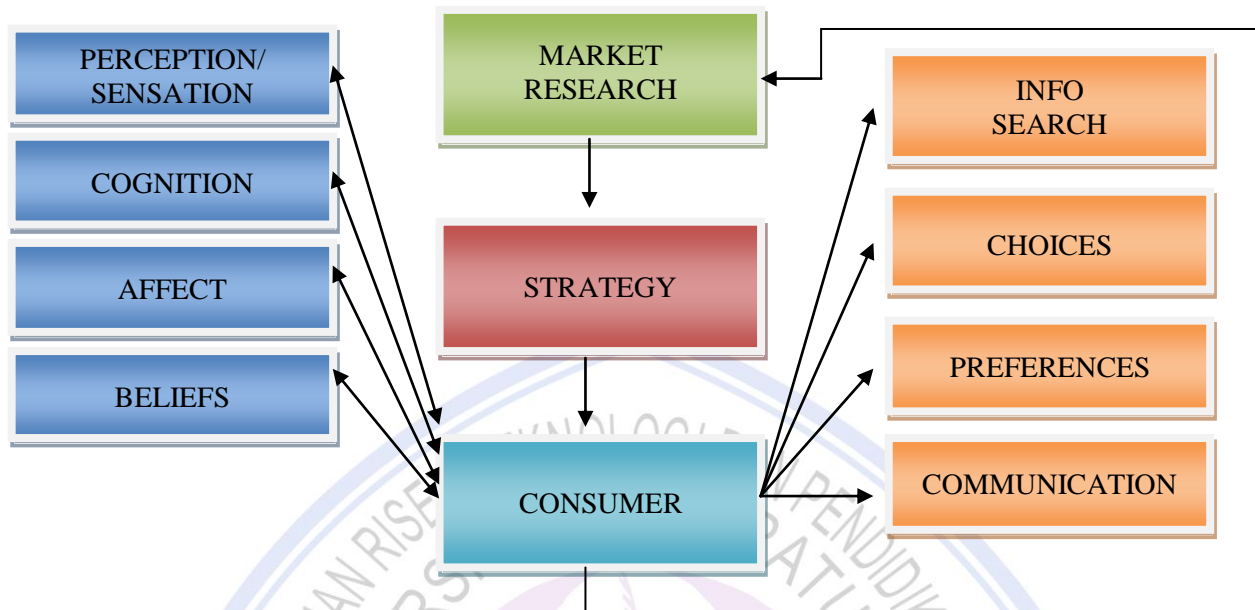 PERCEPTION/
SENSATION
COGNITION
AFFECT
BELIEFS
MARKET
RESEARCH
STRATEGY
CONSUMER
INFO
SEARCH
CHOICES
PREFERENCES
COMMUNICATION